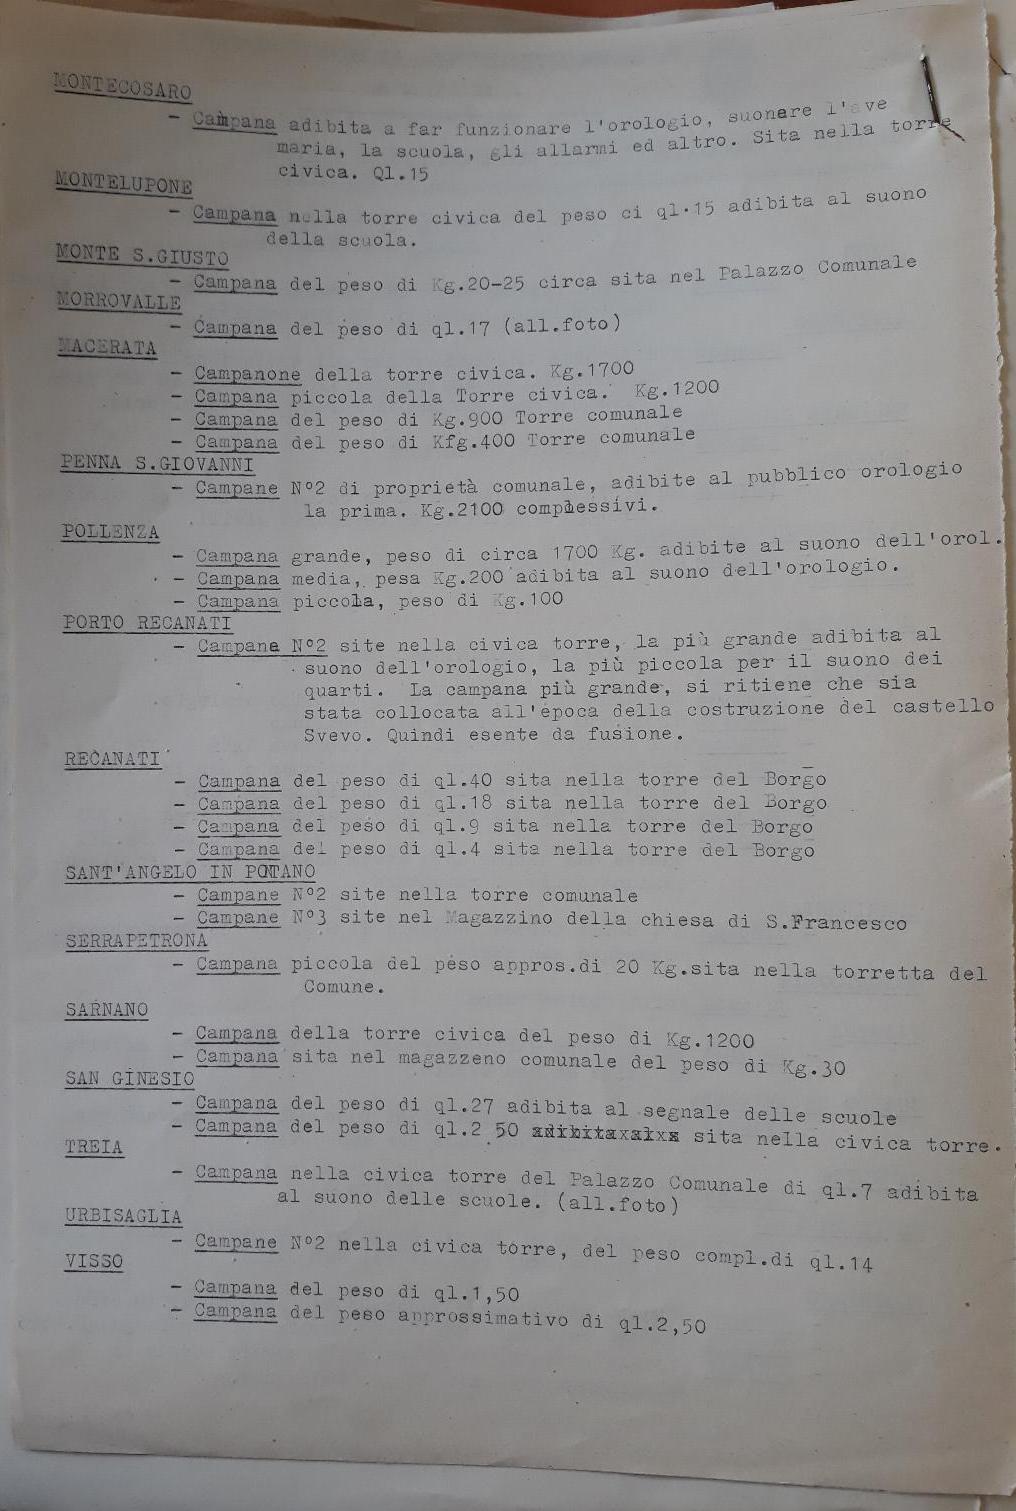 MONTECOSARO
- Campana adibita a far funzionare l'orologio, suonare l'ave
maria, la scuola, gli allarmi ed altro. Sita nella torre
civica. Ql.15
MONTELUPONE
- Campana nella torre civica del peso di ql.15 adibita al suono
della scuola.
MONTE S.GIUSTO
- Campana del peso di Kg.20-25 circa sita nel Palazzo Comunale
MORROVALLE
- Campana del peso di ql.17 (all.foto)
MACERATA
- Campanone della torre civica. Kg.1700
- Campana piccola della Torre civica. Kg.1200
- Campana del peso di Kg.900 Torre comunale
- Campana del peso di Kfg.400 Torre comunale
PENNA S.GIOVANNI
- Campane N°2 di proprietà comunale, adibite al pubblico orologio
la prima. Kg.2100 complessivi.
POLLENZA
- Campana grande, peso di circa 1700 Kg. adibite al suono dell'orol.
- Campana media, pesa Kg.200 adibita al suono dell'orologio.
- Campana piccola, peso di Kg.100
PORTO RECANATI
- Campane N°2 site nella civica torre, la più grande adibita al
suono dell'orologio, la più piccola per il suono dei
quarti. La campana più grande, si ritiene che sia
stata collocata all'epoca della costruzione del castello
Svevo. Quindi esente da fusione.
RECANATI
- Campana del peso di ql.40 sita nella torre del Borgo
- Campana del peso di ql.18 sita nella torre del Borgo
- Campana del peso di ql.9 sita nella torre del Borgo
- Campana del peso di ql.4 sita nella torre del Borgo
SANT'ANGELO IN POTANO
- Campane N°2 site nella torre comunale
- Campane N°3 site nel Magazzino della chiesa di S.Francesco
SERRAPETRONA
- Campana piccola del peso appros.di 20 Kg.sita nella torretta del
Comune.
SARNANO
- Campana della torre civica del peso di Kg.1200
- Campana sita nel magazzeno comunale del peso di Kg.30
SAN GINESIO
- Campana del peso di ql.27 adibita al segnale delle scuole
- Campana del peso di ql.2,50 sita nella civica torre.
TREIA
- Campana nella civica torre del Palazzo Comunale di ql.7 adibita
al suono delle scuole. (all.foto)
URBISAGLIA
- Campane N°2 nella civica torre, del peso compl.di ql.14
VISSO
- Campana del peso di ql.1,50
- Campana del peso approssimativo di ql.2,50